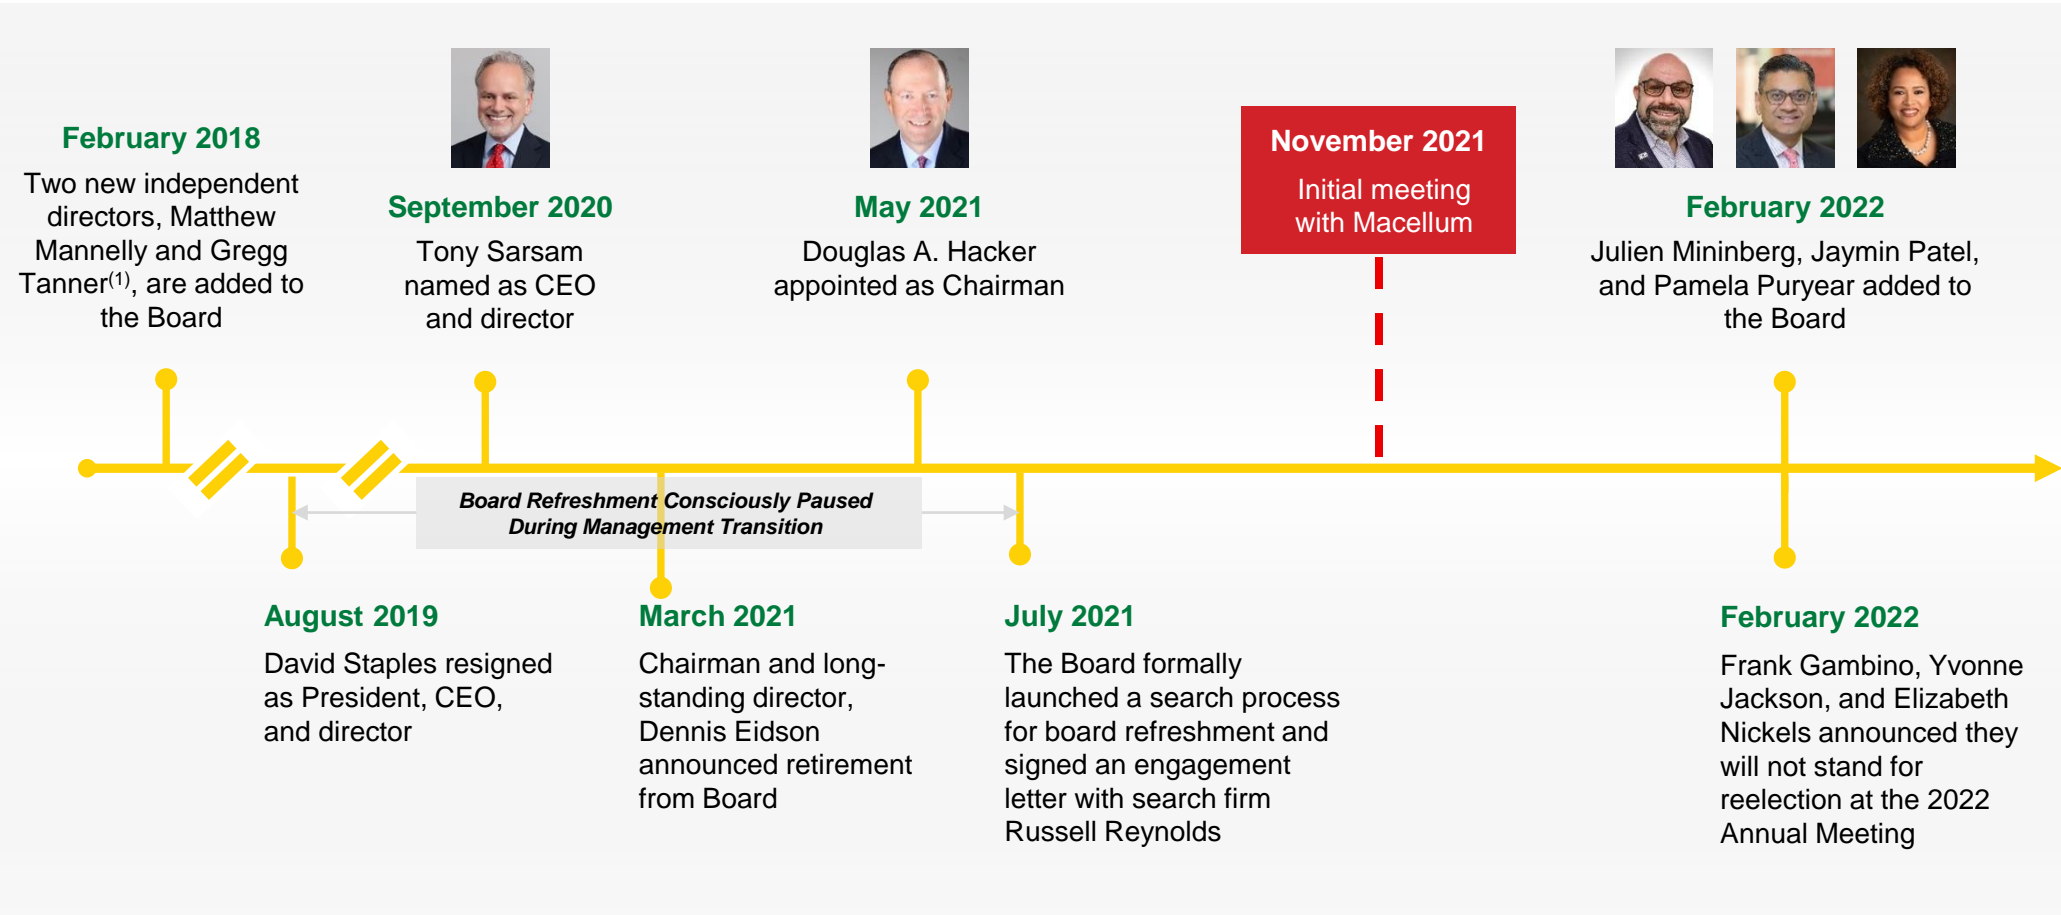 February 2018
Two new independent
directors, Matthew
Mannelly and Gregg
Tanner(1), are added to
the Board
September 2020
Tony Sarsam
named as CEO
and director
May 2021
Douglas A. Hacker
appointed as Chairman
November 2021
Initial meeting
with Macellum
February 2022
Julien Mininberg, Jaymin Patel,
and Pamela Puryear added to
the Board
Board Refreshment Consciously Paused
During Management Transition
August 2019
David Staples resigned
as President, CEO,
and director
March 2021
Chairman and long-
standing director,
Dennis Eidson
announced retirement
from Board
July 2021
The Board formally
launched a search process
for board refreshment and
signed an engagement
letter with search firm
Russell Reynolds
February 2022
Frank Gambino, Yvonne
Jackson, and Elizabeth
Nickels announced they
will not stand for
reelection at the 2022
Annual Meeting